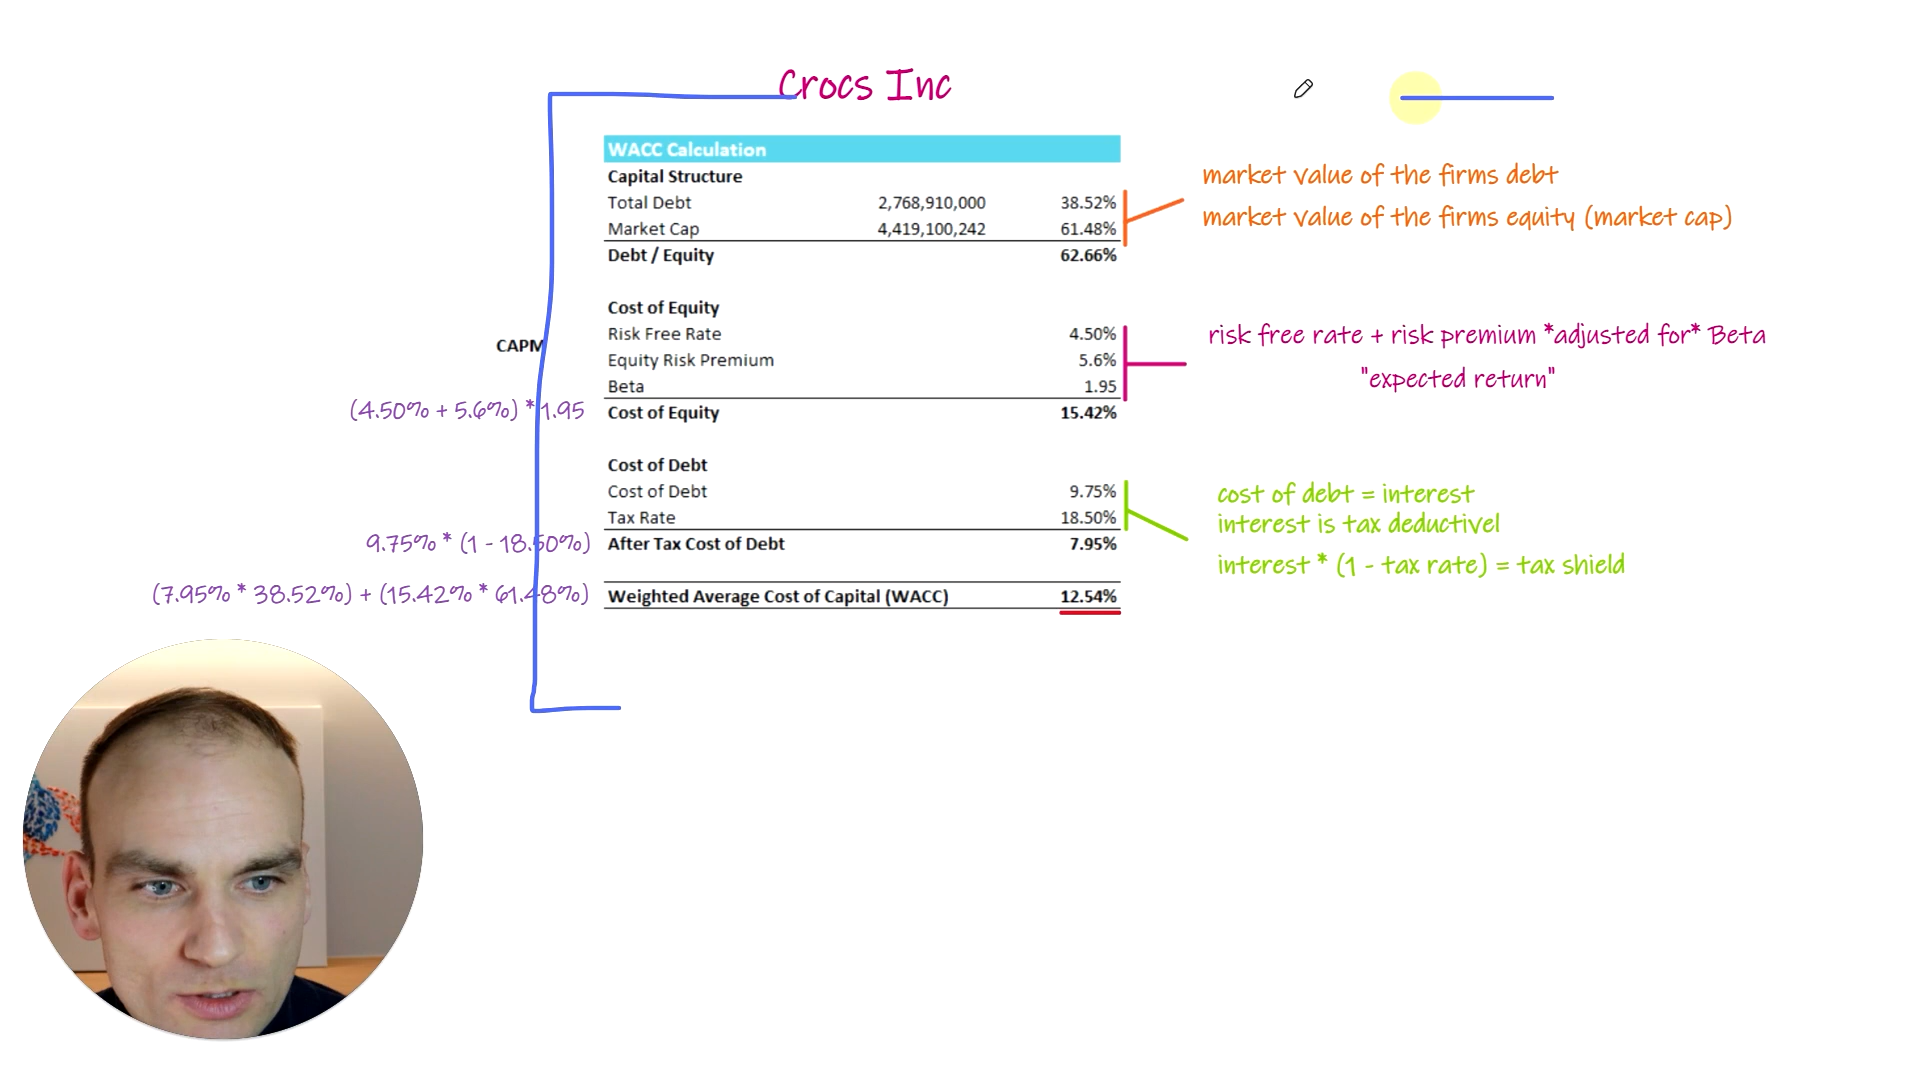 Crocs Inc
WACC Calculation
Capital Structure
Total Debt 2,768,910,000 38.52%
Market Cap 4,419,100,242 61.48%
Debt / Equity 62.66%
market value of the firms debt
market value of the firms equity (market cap)
Cost of Equity
Risk Free Rate 4.50%
Equity Risk Premium 5.6%
Beta 1.95
Cost of Equity 15.42%
CAPM
(4.50% + 5.6%) * 1.95
risk free rate + risk premium *adjusted for* Beta
"expected return"
Cost of Debt
Cost of Debt 9.75%
Tax Rate 18.50%
After Tax Cost of Debt 7.95%
9.75% * (1 - 18.50%)
cost of debt = interest
interest is tax deductivel
interest * (1 - tax rate) = tax shield
(7.95% * 38.52%) + (15.42% * 61.48%)
Weighted Average Cost of Capital (WACC) 12.54%